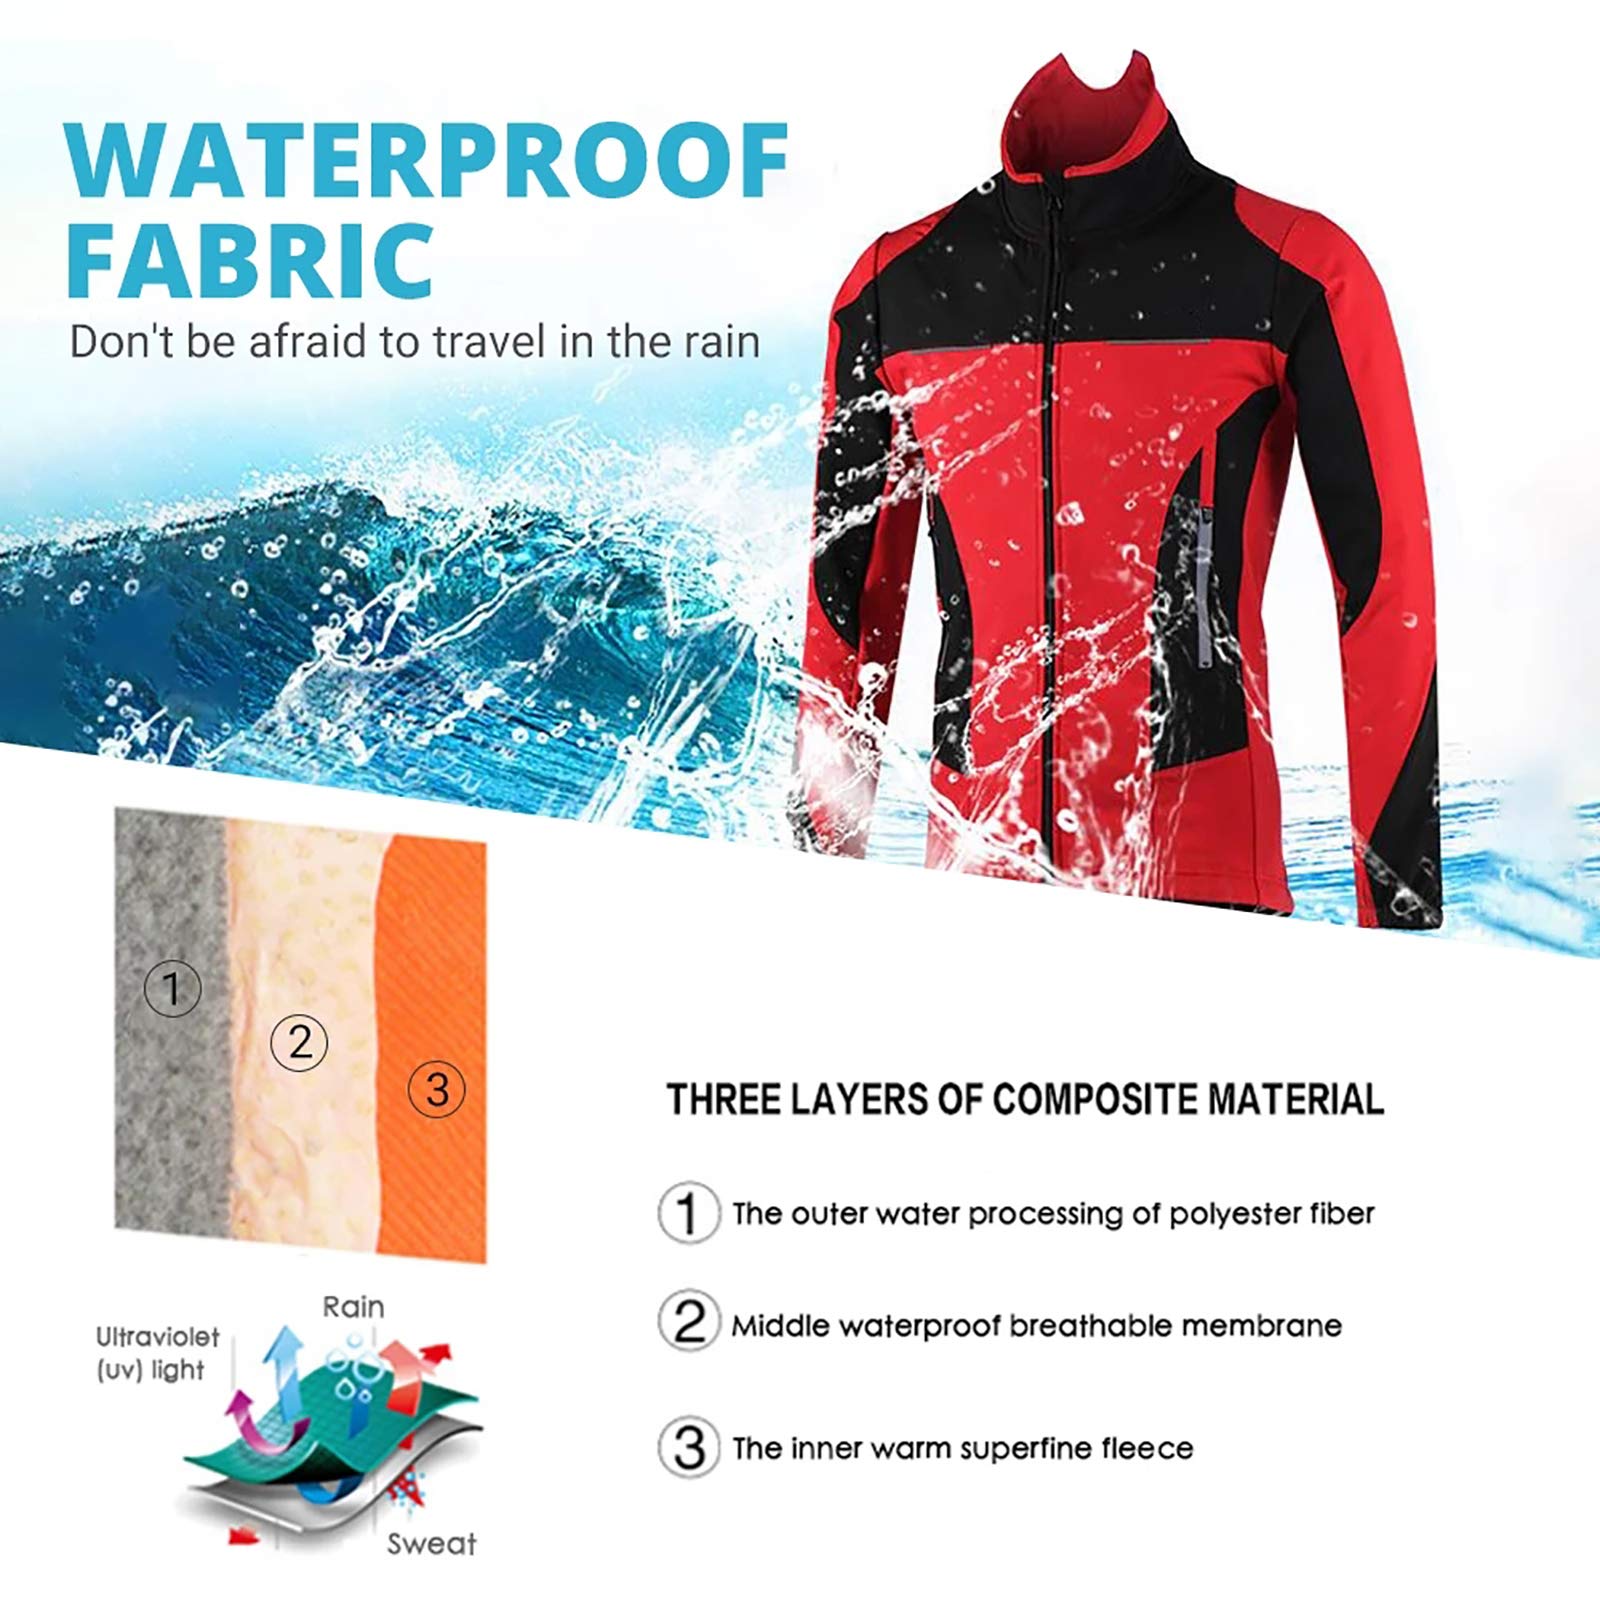 WATERPROOF
FABRIC
Don't be afraid to travel in the rain
1
2
3
THREE LAYERS OF COMPOSITE MATERIAL
1 The outer water processing of polyester fiber
2 Middle waterproof breathable membrane
3 The inner warm superfine fleece
Rain
Ultraviolet
(uv) light
Sweat